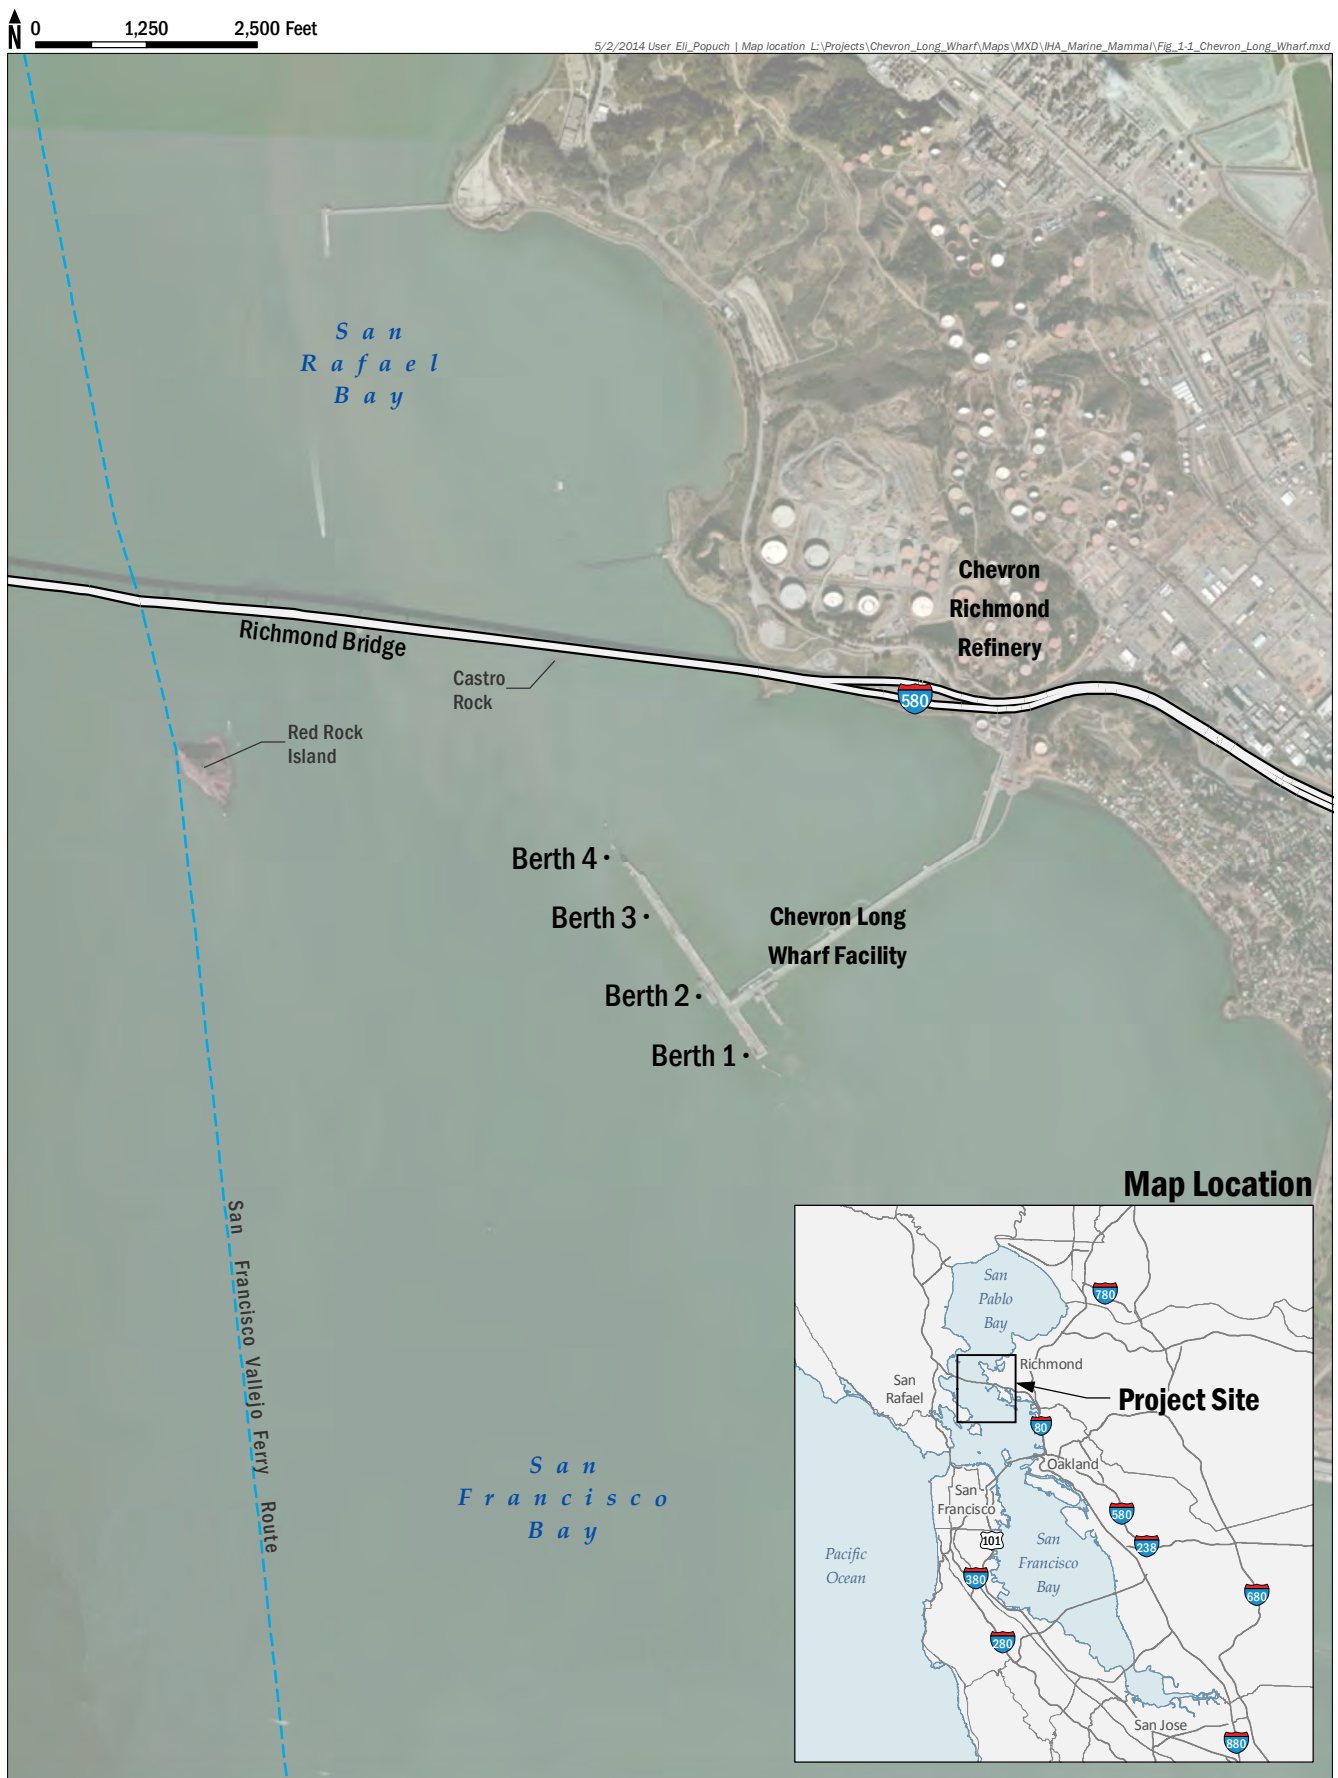 N
0 1,250 2,500 Feet
5/2/2014 User Eli_Popuch | Map location L:\Projects\Chevron_Long_Wharf\Maps\MXD\IHA_Marine_Mammal\Fig_1-1_Chevron_Long_Wharf.mxd
San
Rafael
Bay
Chevron
Richmond
Refinery
Richmond Bridge
Castro
Rock
580
Red Rock
Island
Berth 4
Berth 3
Chevron Long
Wharf Facility
Berth 2
Berth 1
San Francisco Vallejo Ferry Route
San
Francisco
Bay
Map Location
San
Pablo
Bay
780
Richmond
San
Rafael
Project Site
80
Oakland
San
Francisco
580
101
238
San
Francisco
Bay
Pacific
Ocean
380
680
280
San Jose
880